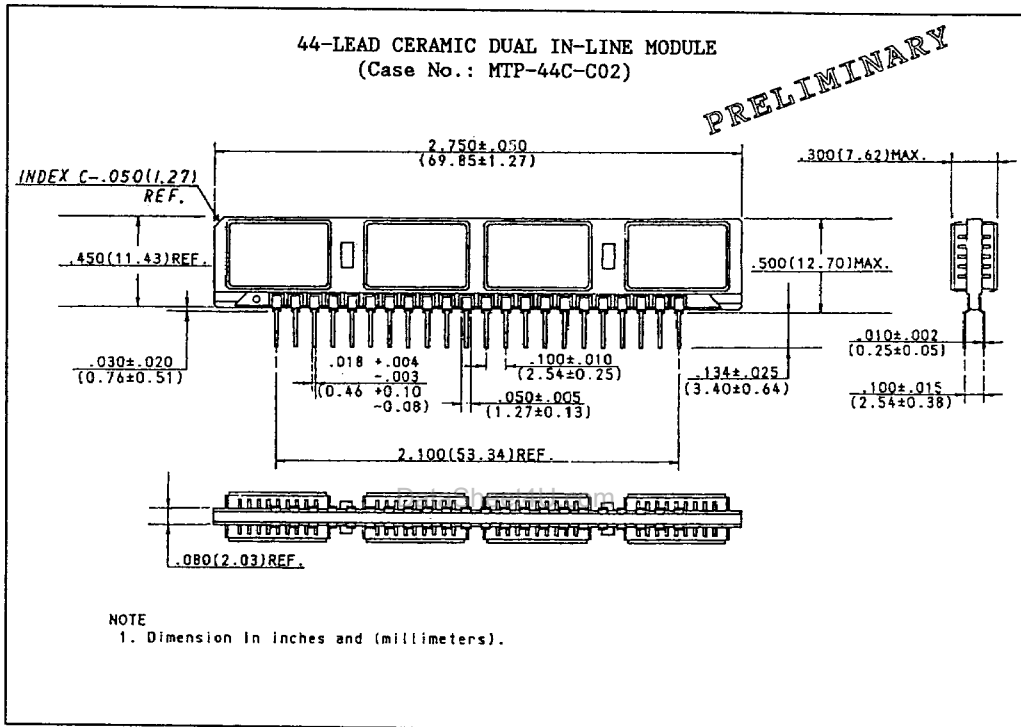 44-LEAD CERAMIC DUAL IN-LINE MODULE
(Case No.: MTP-44C-C02)
PRELIMINARY
2.750±.050
(69.85±1.27)
.300(7.62)MAX.
INDEX C-.050(1.27)
REF.
.450(11.43)REF.
.500(12.70)MAX.
.030±.020
(0.76±0.51)
.018 +.004
-.003
(0.46 +0.10
-0.08)
.100±.010
(2.54±0.25)
.050±.005
(1.27±0.13)
.134±.025
(3.40±0.64)
.010±.002
(0.25±0.05)
.100±.015
(2.54±0.38)
2.100(53.34)REF.
DataSheet4U.com
.080(2.03)REF.
NOTE
1. Dimension in inches and (millimeters).